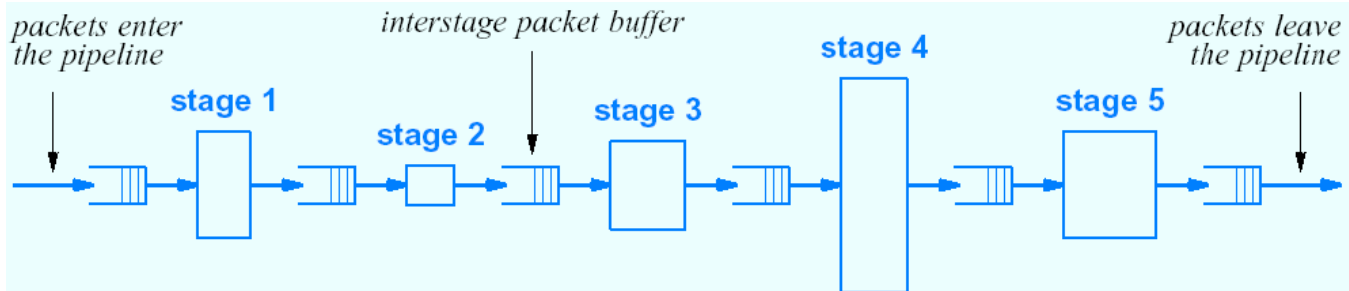 packets enter
the pipeline
interstage packet buffer
packets leave
the pipeline
stage 1
stage 2
stage 3
stage 4
stage 5